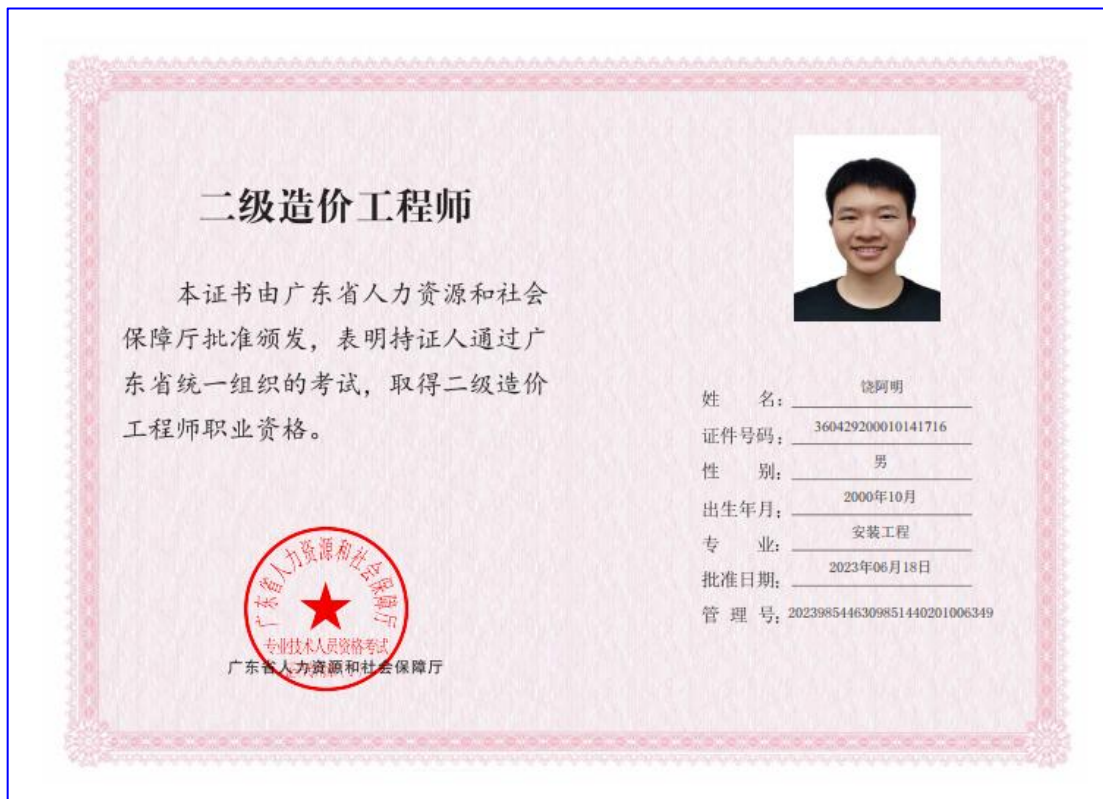 二级造价工程师
本证书由广东省人力资源和社会
保障厅批准颁发，表明持证人通过广
东省统一组织的考试，取得二级造价
工程师职业资格。
广东省人力资源和社会保障厅
专业技术人员资格考试
广东省人力资源和社会保障厅
姓 名：饶阿明
证件号码：360429200010141716
性 别：男
出生年月：2000年10月
专 业：安装工程
批准日期：2023年06月18日
管 理 号：2023985446309851440201006349